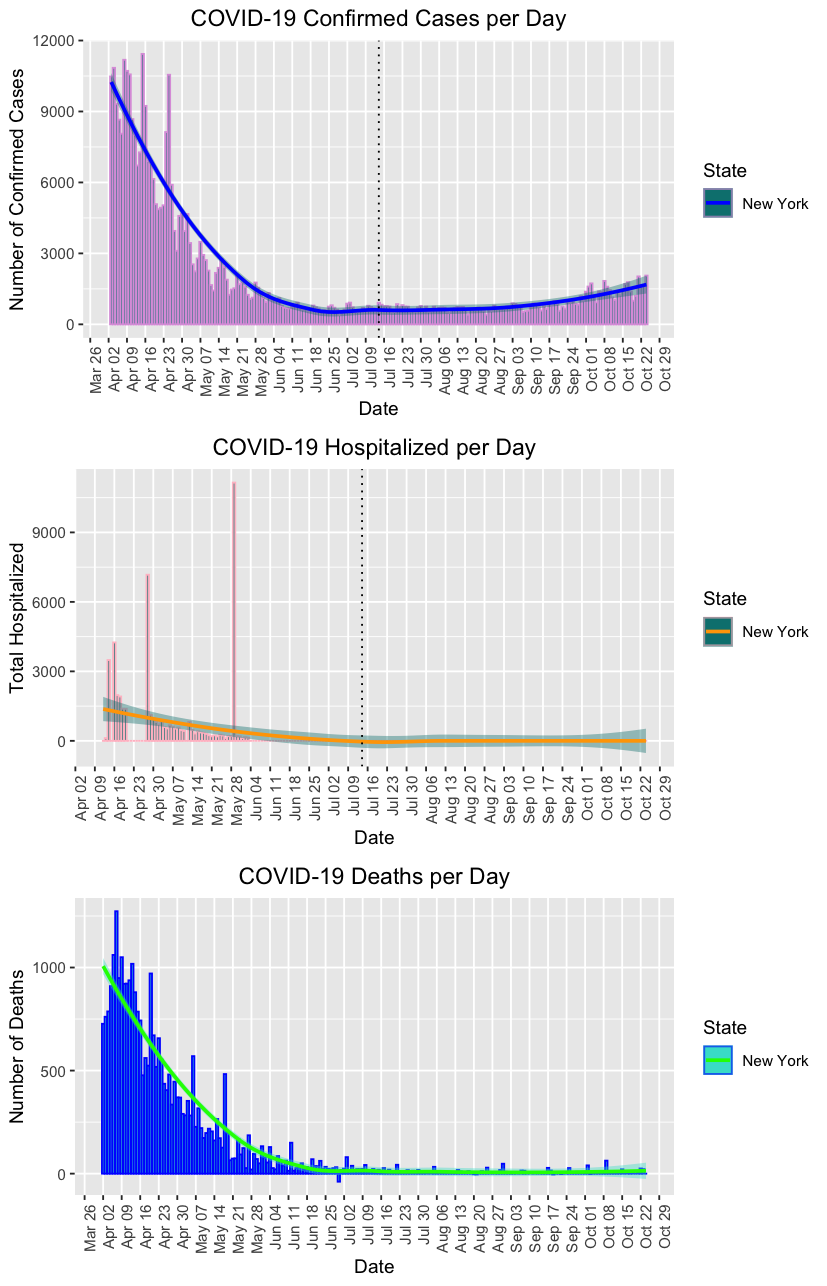 COVID-19 Confirmed Cases per Day
12000
9000
6000
3000
0
Number of Confirmed Cases
Mar 26
Apr 02
Apr 09
Apr 16
Apr 23
Apr 30
May 07
May 14
May 21
May 28
Jun 04
Jun 11
Jun 18
Jun 25
Jul 02
Jul 09
Jul 16
Jul 23
Jul 30
Aug 06
Aug 13
Aug 20
Aug 27
Sep 03
Sep 10
Sep 17
Sep 24
Oct 01
Oct 08
Oct 15
Oct 22
Oct 29
Date
State
New York
COVID-19 Hospitalized per Day
9000
6000
3000
0
Total Hospitalized
Apr 02
Apr 09
Apr 16
Apr 23
Apr 30
May 07
May 14
May 21
May 28
Jun 04
Jun 11
Jun 18
Jun 25
Jul 02
Jul 09
Jul 16
Jul 23
Jul 30
Aug 06
Aug 13
Aug 20
Aug 27
Sep 03
Sep 10
Sep 17
Sep 24
Oct 01
Oct 08
Oct 15
Oct 22
Oct 29
Date
State
New York
COVID-19 Deaths per Day
1000
500
0
Number of Deaths
Mar 26
Apr 02
Apr 09
Apr 16
Apr 23
Apr 30
May 07
May 14
May 21
May 28
Jun 04
Jun 11
Jun 18
Jun 25
Jul 02
Jul 09
Jul 16
Jul 23
Jul 30
Aug 06
Aug 13
Aug 20
Aug 27
Sep 03
Sep 10
Sep 17
Sep 24
Oct 01
Oct 08
Oct 15
Oct 22
Oct 29
Date
State
New York